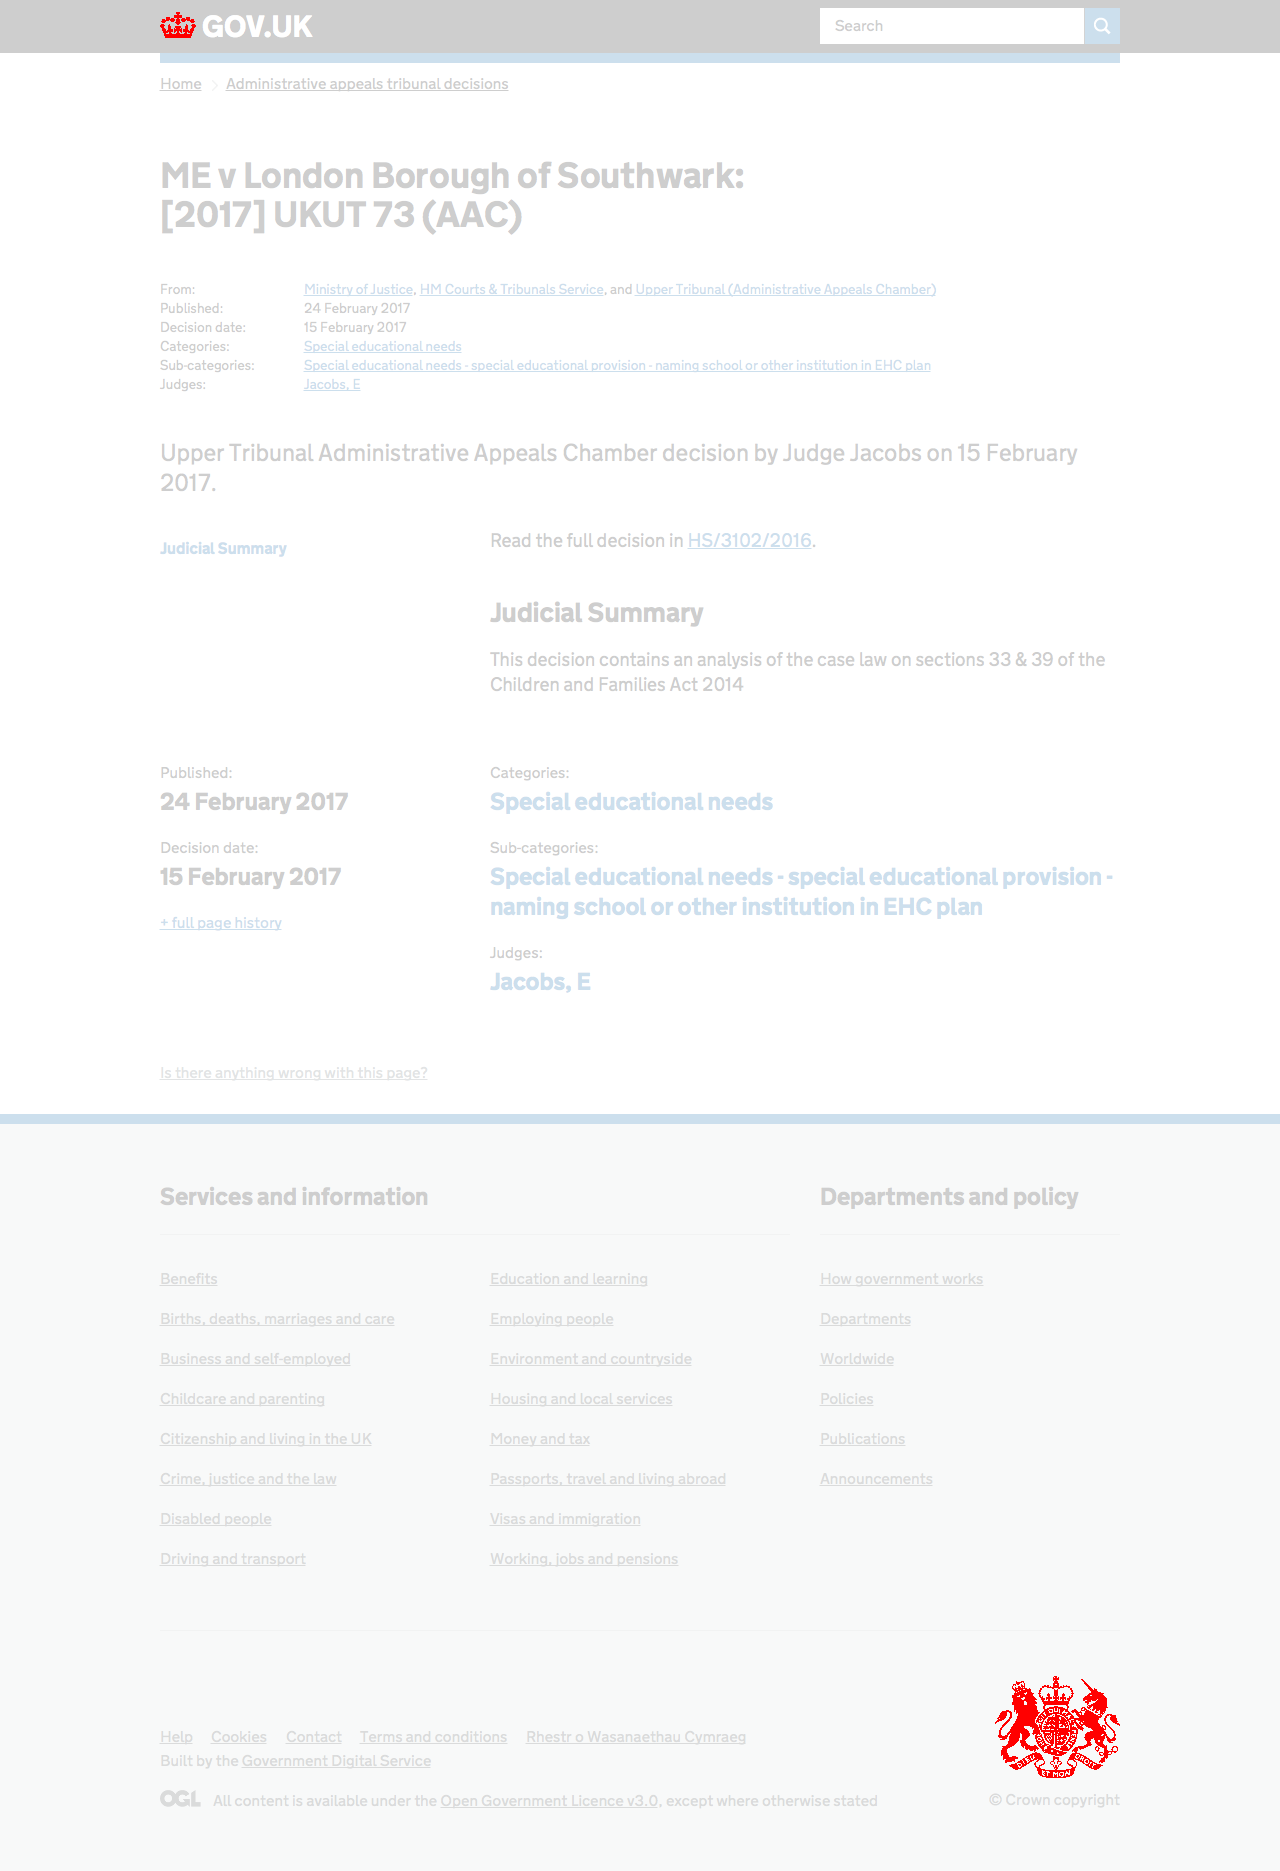 GOV.UK
Search
Home
Administrative appeals tribunal decisions
ME v London Borough of Southwark:
[2017] UKUT 73 (AAC)
From: Ministry of Justice, HM Courts & Tribunals Service, and Upper Tribunal (Administrative Appeals Chamber)
Published: 24 February 2017
Decision date: 15 February 2017
Categories: Special educational needs
Sub-categories: Special educational needs - special educational provision - naming school or other institution in EHC plan
Judges: Jacobs, E
Upper Tribunal Administrative Appeals Chamber decision by Judge Jacobs on 15 February
2017.
Judicial Summary
Read the full decision in HS/3102/2016.
Judicial Summary
This decision contains an analysis of the case law on sections 33 & 39 of the
Children and Families Act 2014
Published:
24 February 2017
Decision date:
15 February 2017
+ full page history
Categories:
Special educational needs
Sub-categories:
Special educational needs - special educational provision -
naming school or other institution in EHC plan
Judges:
Jacobs, E
Is there anything wrong with this page?
Services and information
Benefits
Births, deaths, marriages and care
Business and self-employed
Childcare and parenting
Citizenship and living in the UK
Crime, justice and the law
Disabled people
Driving and transport
Education and learning
Employing people
Environment and countryside
Housing and local services
Money and tax
Passports, travel and living abroad
Visas and immigration
Working, jobs and pensions
Departments and policy
How government works
Departments
Worldwide
Policies
Publications
Announcements
Help Cookies Contact Terms and conditions Rhestr o Wasanaethau Cymraeg
Built by the Government Digital Service
OGL All content is available under the Open Government Licence v3.0, except where otherwise stated
© Crown copyright